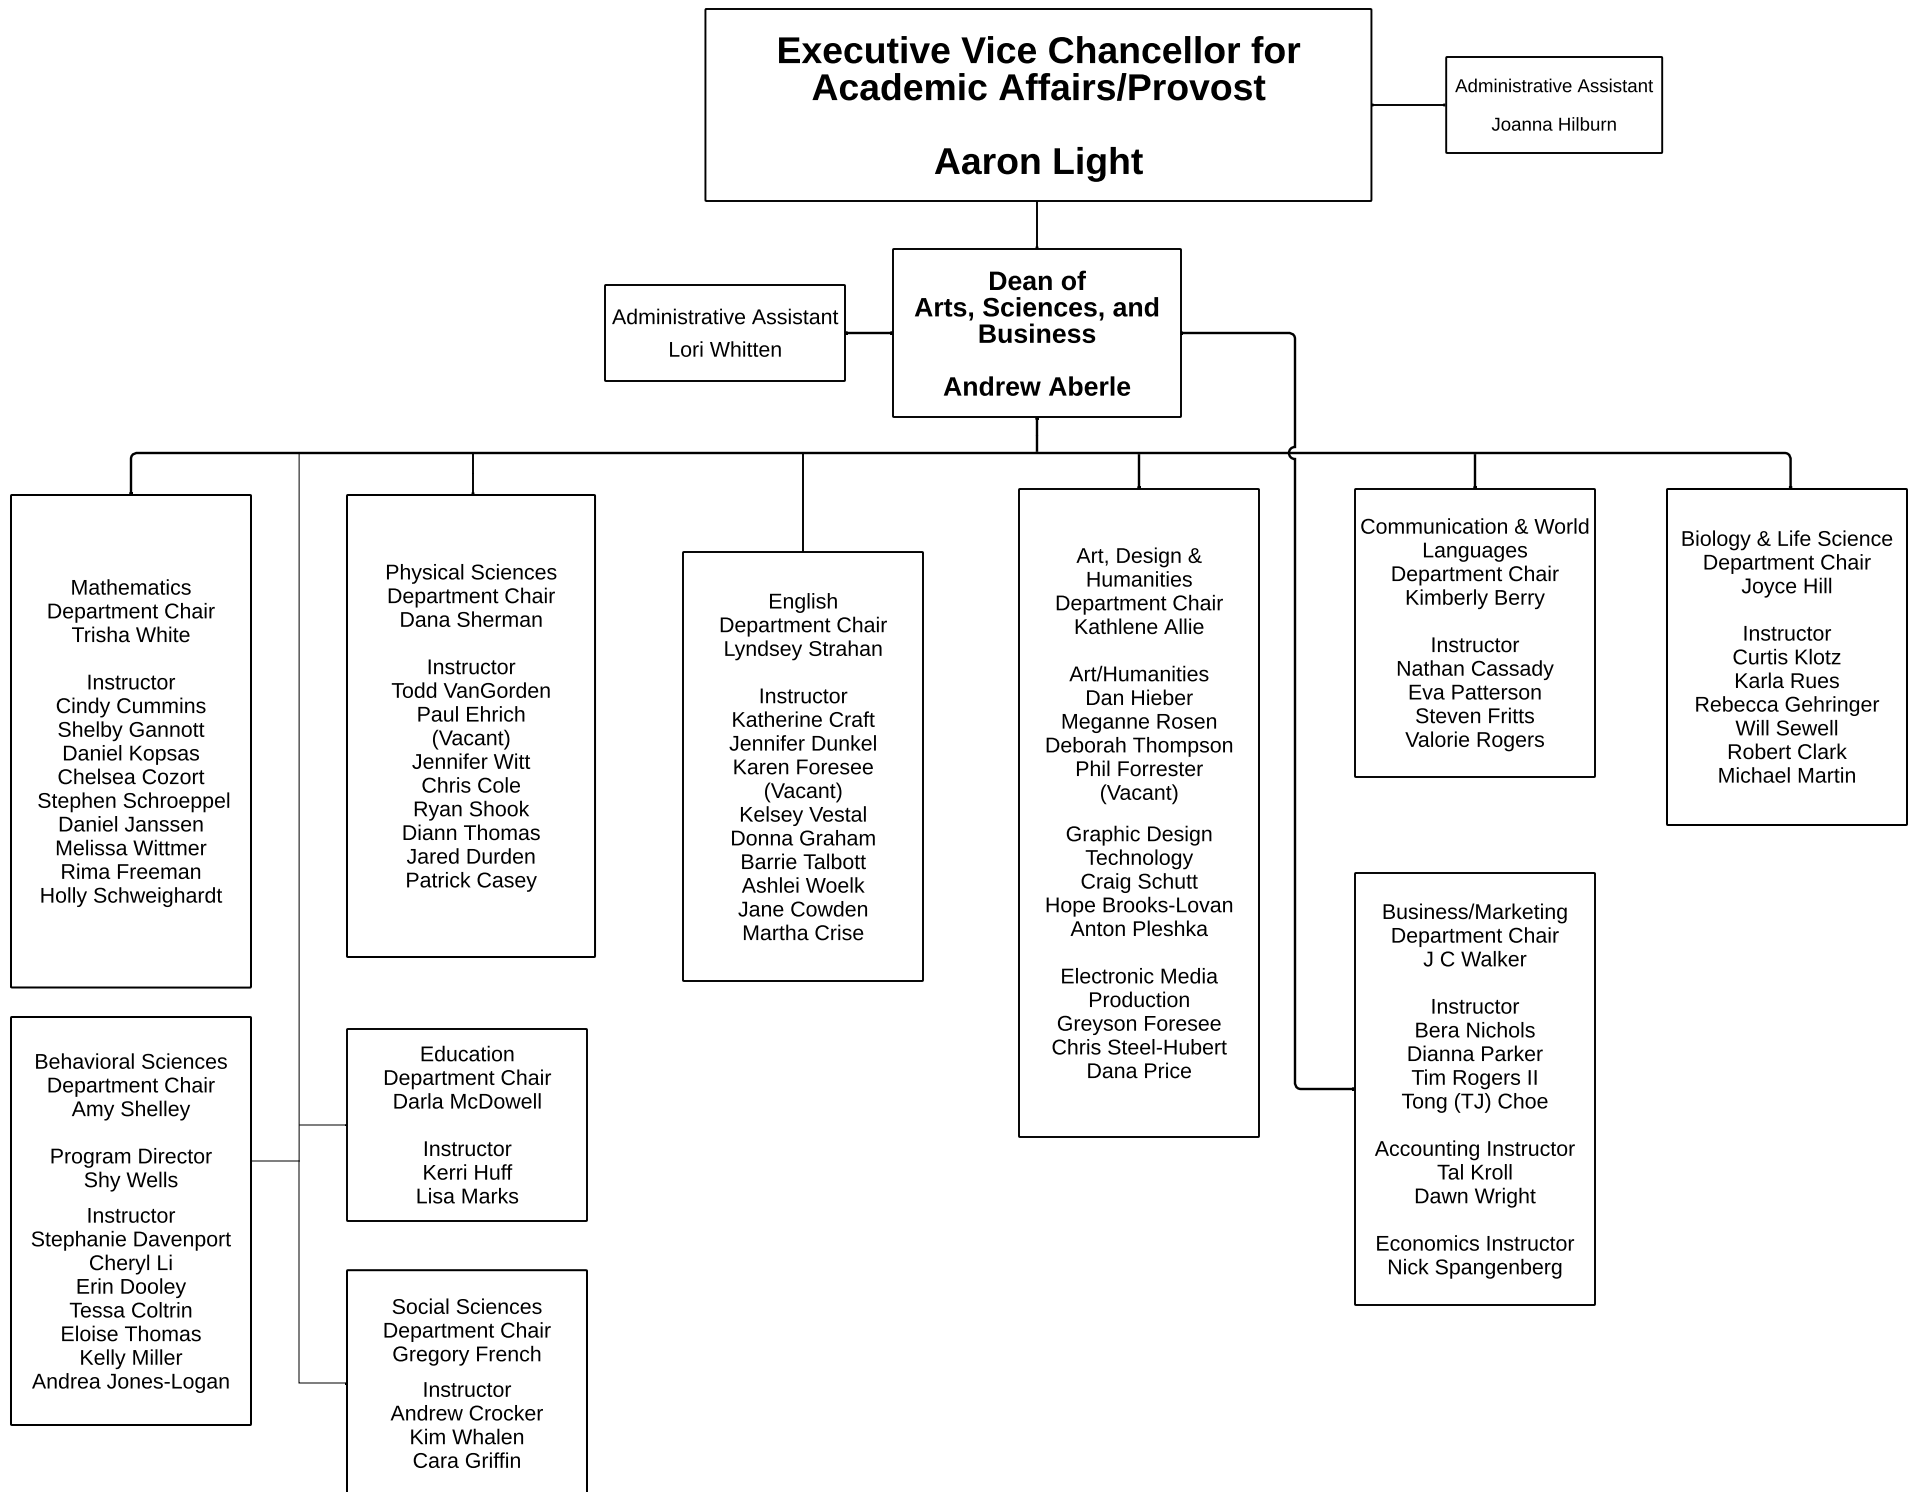 Executive Vice Chancellor for
Academic Affairs/Provost
Aaron Light
Administrative Assistant
Joanna Hilburn
Dean of
Arts, Sciences, and
Business
Andrew Aberle
Administrative Assistant
Lori Whitten
Mathematics
Department Chair
Trisha White
Instructor
Cindy Cummins
Shelby Gannott
Daniel Kopsas
Chelsea Cozort
Stephen Schroeppel
Daniel Janssen
Melissa Wittmer
Rima Freeman
Holly Schweighardt
Physical Sciences
Department Chair
Dana Sherman
Instructor
Todd VanGorden
Paul Ehrich
(Vacant)
Jennifer Witt
Chris Cole
Ryan Shook
Diann Thomas
Jared Durden
Patrick Casey
English
Department Chair
Lyndsey Strahan
Instructor
Katherine Craft
Jennifer Dunkel
Karen Foresee
(Vacant)
Kelsey Vestal
Donna Graham
Barrie Talbott
Ashlei Woelk
Jane Cowden
Martha Crise
Art, Design &
Humanities
Department Chair
Kathlene Allie
Art/Humanities
Dan Hieber
Meganne Rosen
Deborah Thompson
Phil Forrester
(Vacant)
Graphic Design
Technology
Craig Schutt
Hope Brooks-Lovan
Anton Pleshka
Electronic Media
Production
Greyson Foresee
Chris Steel-Hubert
Dana Price
Communication & World
Languages
Department Chair
Kimberly Berry
Instructor
Nathan Cassady
Eva Patterson
Steven Fritts
Valorie Rogers
Biology & Life Science
Department Chair
Joyce Hill
Instructor
Curtis Klotz
Karla Rues
Rebecca Gehringer
Will Sewell
Robert Clark
Michael Martin
Business/Marketing
Department Chair
J C Walker
Instructor
Bera Nichols
Dianna Parker
Tim Rogers II
Tong (TJ) Choe
Accounting Instructor
Tal Kroll
Dawn Wright
Economics Instructor
Nick Spangenberg
Behavioral Sciences
Department Chair
Amy Shelley
Program Director
Shy Wells
Instructor
Stephanie Davenport
Cheryl Li
Erin Dooley
Tessa Coltrin
Eloise Thomas
Kelly Miller
Andrea Jones-Logan
Education
Department Chair
Darla McDowell
Instructor
Kerri Huff
Lisa Marks
Social Sciences
Department Chair
Gregory French
Instructor
Andrew Crocker
Kim Whalen
Cara Griffin